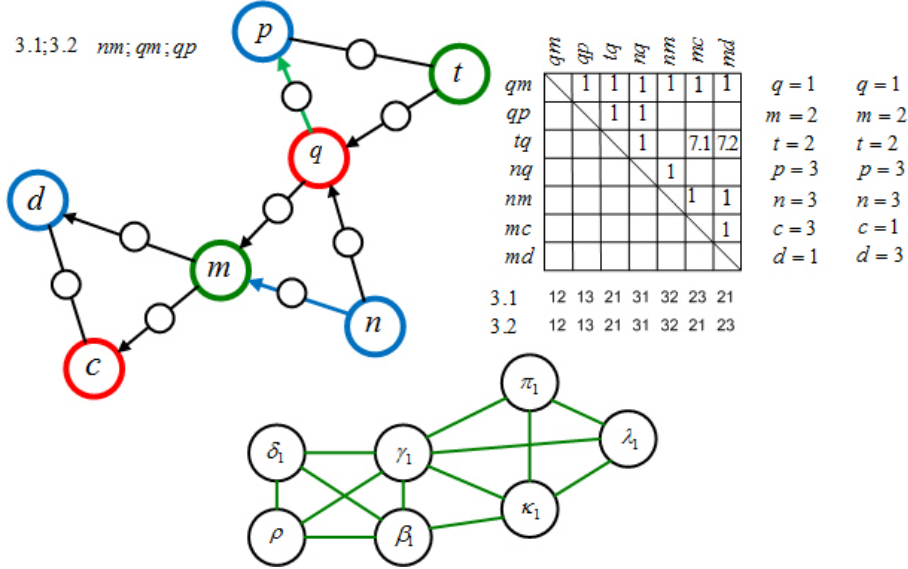 3.1;3.2 nm; qm; qp
p
t
q
d
m
n
c
qm qp tq nq nm mc md
qm 1 1 1 1 1 1 q = 1 q = 1
qp 1 1 m = 2 m = 2
tq 1 7.1 7.2 t = 2 t = 2
nq 1 p = 3 p = 3
nm 1 1 n = 3 n = 3
mc 1 c = 3 c = 1
md d = 1 d = 3
3.1 12 13 21 31 32 23 21
3.2 12 13 21 31 32 21 23
π₁
δ₁ γ₁ λ₁
ρ β₁ κ₁